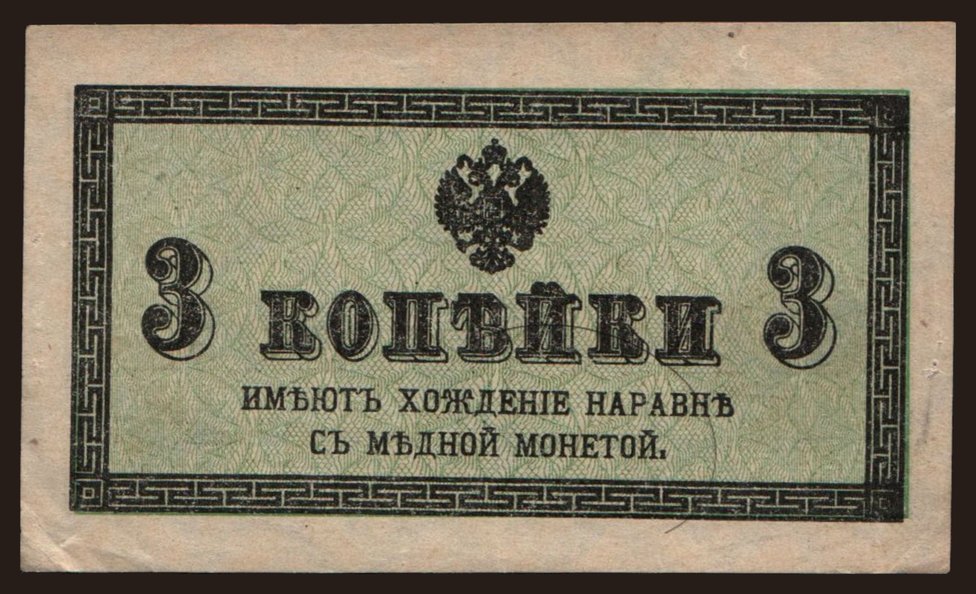 3 КОПѢЙКИ 3
ИМѢЮТЪ ХОЖДЕНІЕ НАРАВНѢ
СЪ МѢДНОЙ МОНЕТОЙ.